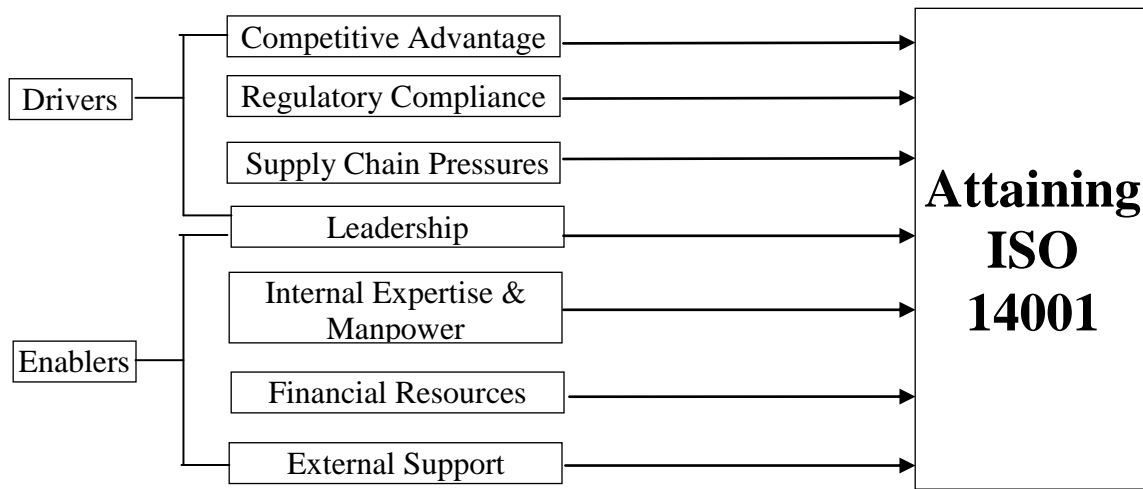 Competitive Advantage
Drivers
Regulatory Compliance
Supply Chain Pressures
Leadership
Internal Expertise &
Manpower
Enablers
Financial Resources
External Support
Attaining
ISO
14001